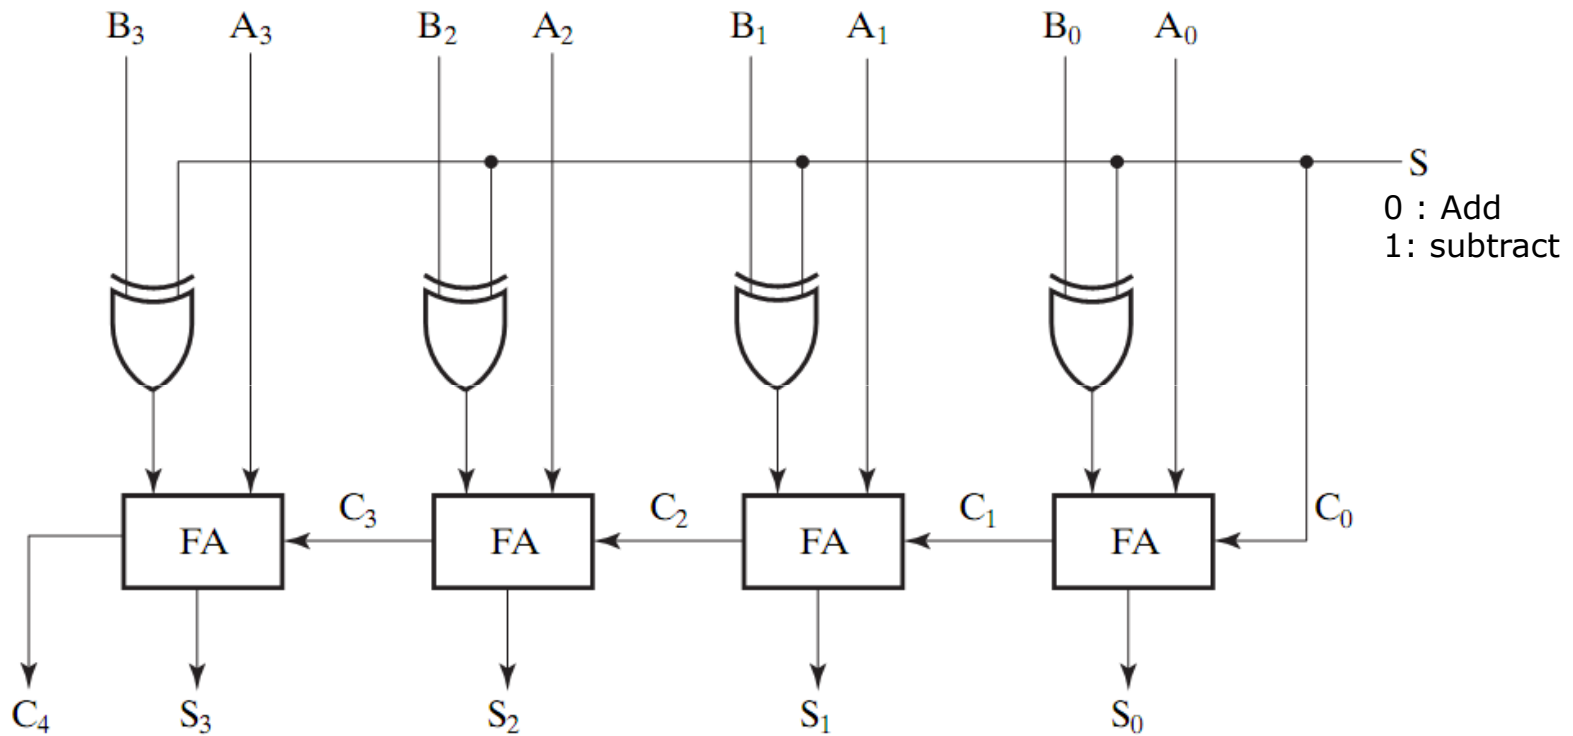 B₃ A₃ B₂ A₂ B₁ A₁ B₀ A₀
S
0 : Add
1: subtract
C₃ C₂ C₁ C₀
FA FA FA FA
C₄ S₃ S₂ S₁ S₀